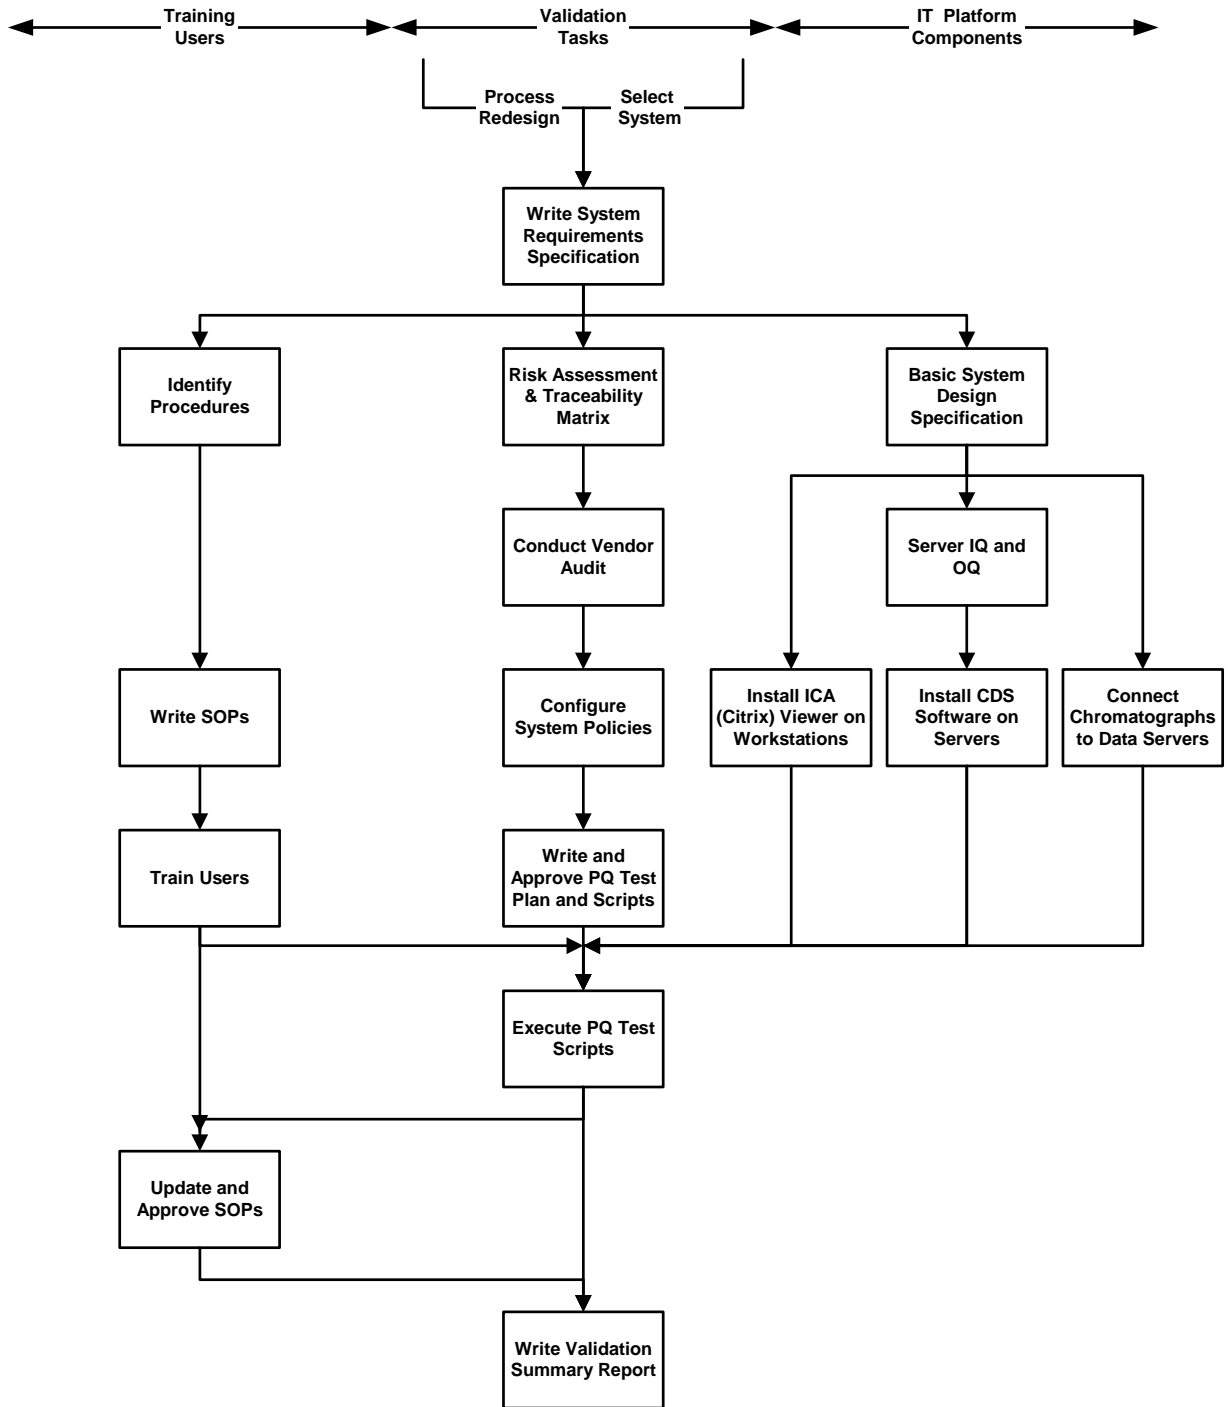 Training
Users
Validation
Tasks
IT Platform
Components
Process
Redesign
Select
System
Write System
Requirements
Specification
Identify
Procedures
Risk Assessment
& Traceability
Matrix
Basic System
Design
Specification
Conduct Vendor
Audit
Server IQ and
OQ
Write SOPs
Configure
System Policies
Install ICA
(Citrix) Viewer on
Workstations
Install CDS
Software on
Servers
Connect
Chromatographs
to Data Servers
Train Users
Write and
Approve PQ Test
Plan and Scripts
Execute PQ Test
Scripts
Update and
Approve SOPs
Write Validation
Summary Report